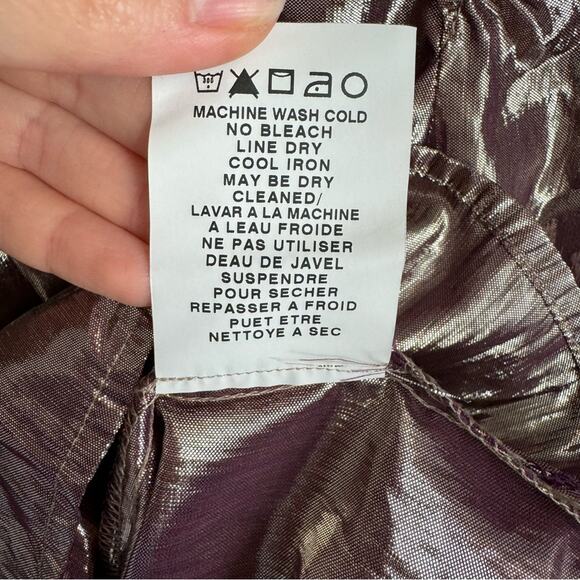 MACHINE WASH COLD
NO BLEACH
LINE DRY
COOL IRON
MAY BE DRY
CLEANED/
LAVAR A LA MACHINE
A LEAU FROIDE
NE PAS UTILISER
DEAU DE JAVEL
SUSPENDRE
POUR SECHER
REPASSER A FROID
PUET ETRE
NETTOYE A SEC